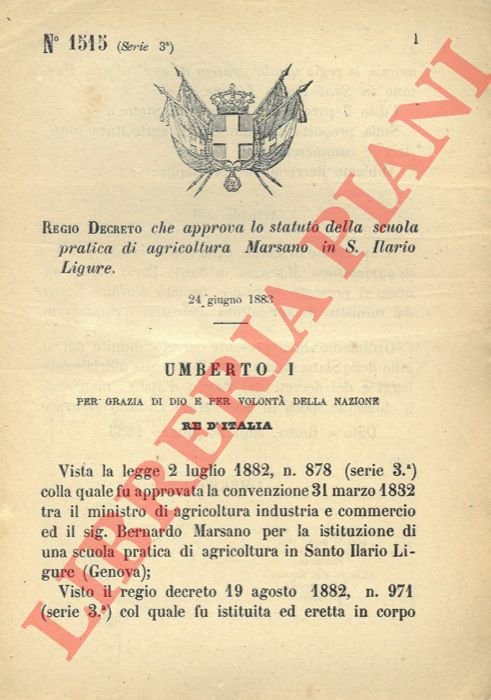 N° 1515 (Serie 3ª)
1
REGIO DECRETO che approva lo statuto della scuola
pratica di agricoltura Marsano in S. Ilario
Ligure.
24 giugno 1883
UMBERTO I
PER GRAZIA DI DIO E PER VOLONTÀ DELLA NAZIONE
RE D'ITALIA
Vista la legge 2 luglio 1882, n. 878 (serie 3.ª)
colla quale fu approvata la convenzione 31 marzo 1882
tra il ministro di agricoltura industria e commercio
ed il sig. Bernardo Marsano per la istituzione di
una scuola pratica di agricoltura in Santo Ilario Li-
gure (Genova);
Visto il regio decreto 19 agosto 1882, n. 971
(serie 3.ª) col quale fu istituita ed eretta in corpo
LIBRERIA PIANI